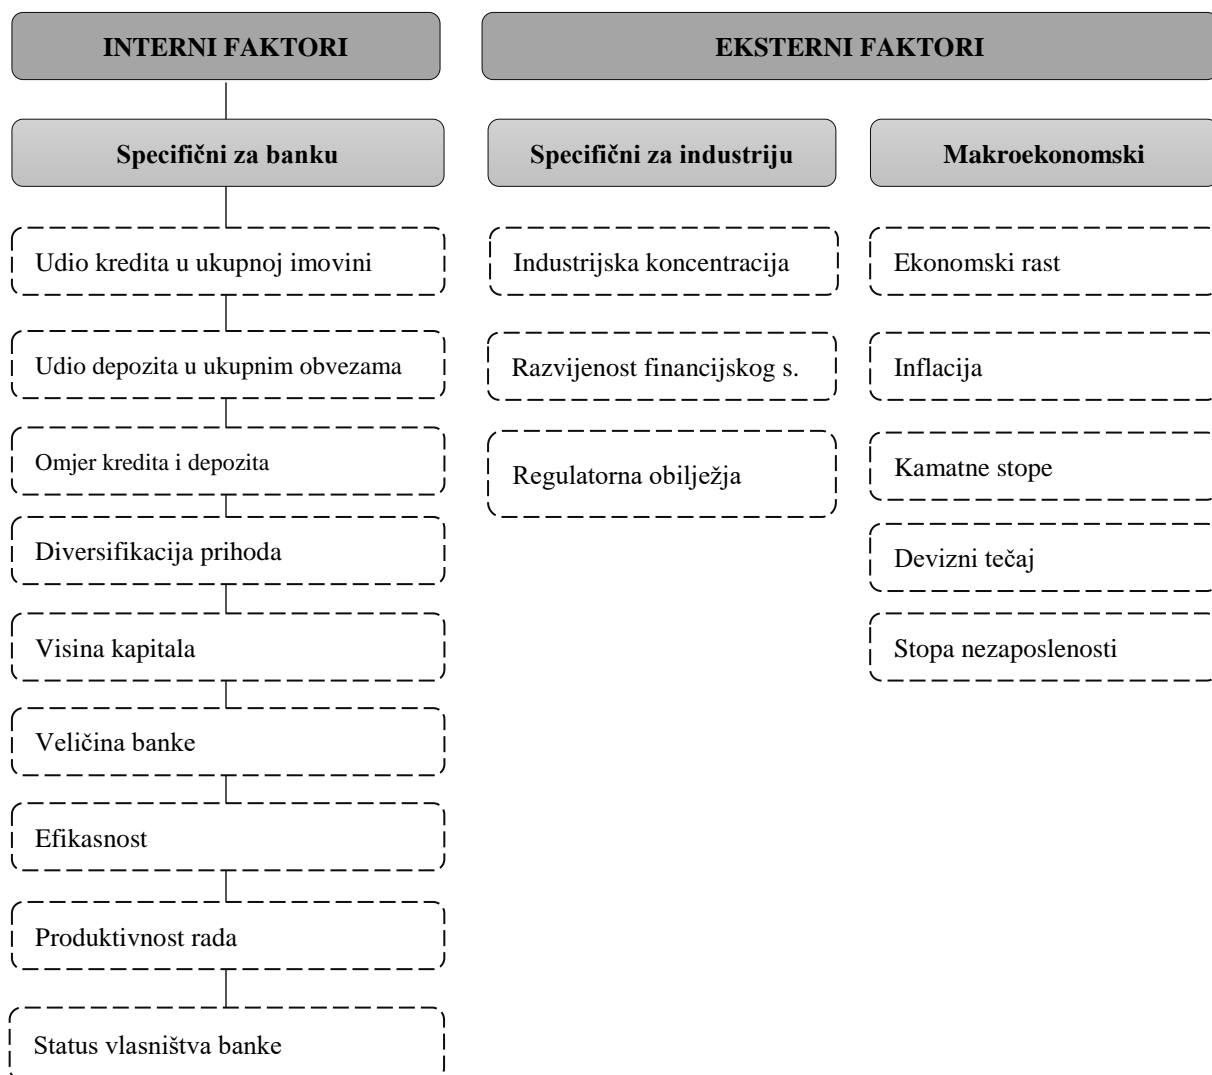 INTERNI FAKTORI
EKSTERNI FAKTORI
Specifični za banku
Specifični za industriju
Makroekonomski
Udio kredita u ukupnoj imovini
Industrijska koncentracija
Ekonomski rast
Udio depozita u ukupnim obvezama
Razvijenost financijskog s.
Inflacija
Omjer kredita i depozita
Regulatorna obilježja
Kamatne stope
Diversifikacija prihoda
Devizni tečaj
Visina kapitala
Stopa nezaposlenosti
Veličina banke
Efikasnost
Produktivnost rada
Status vlasništva banke